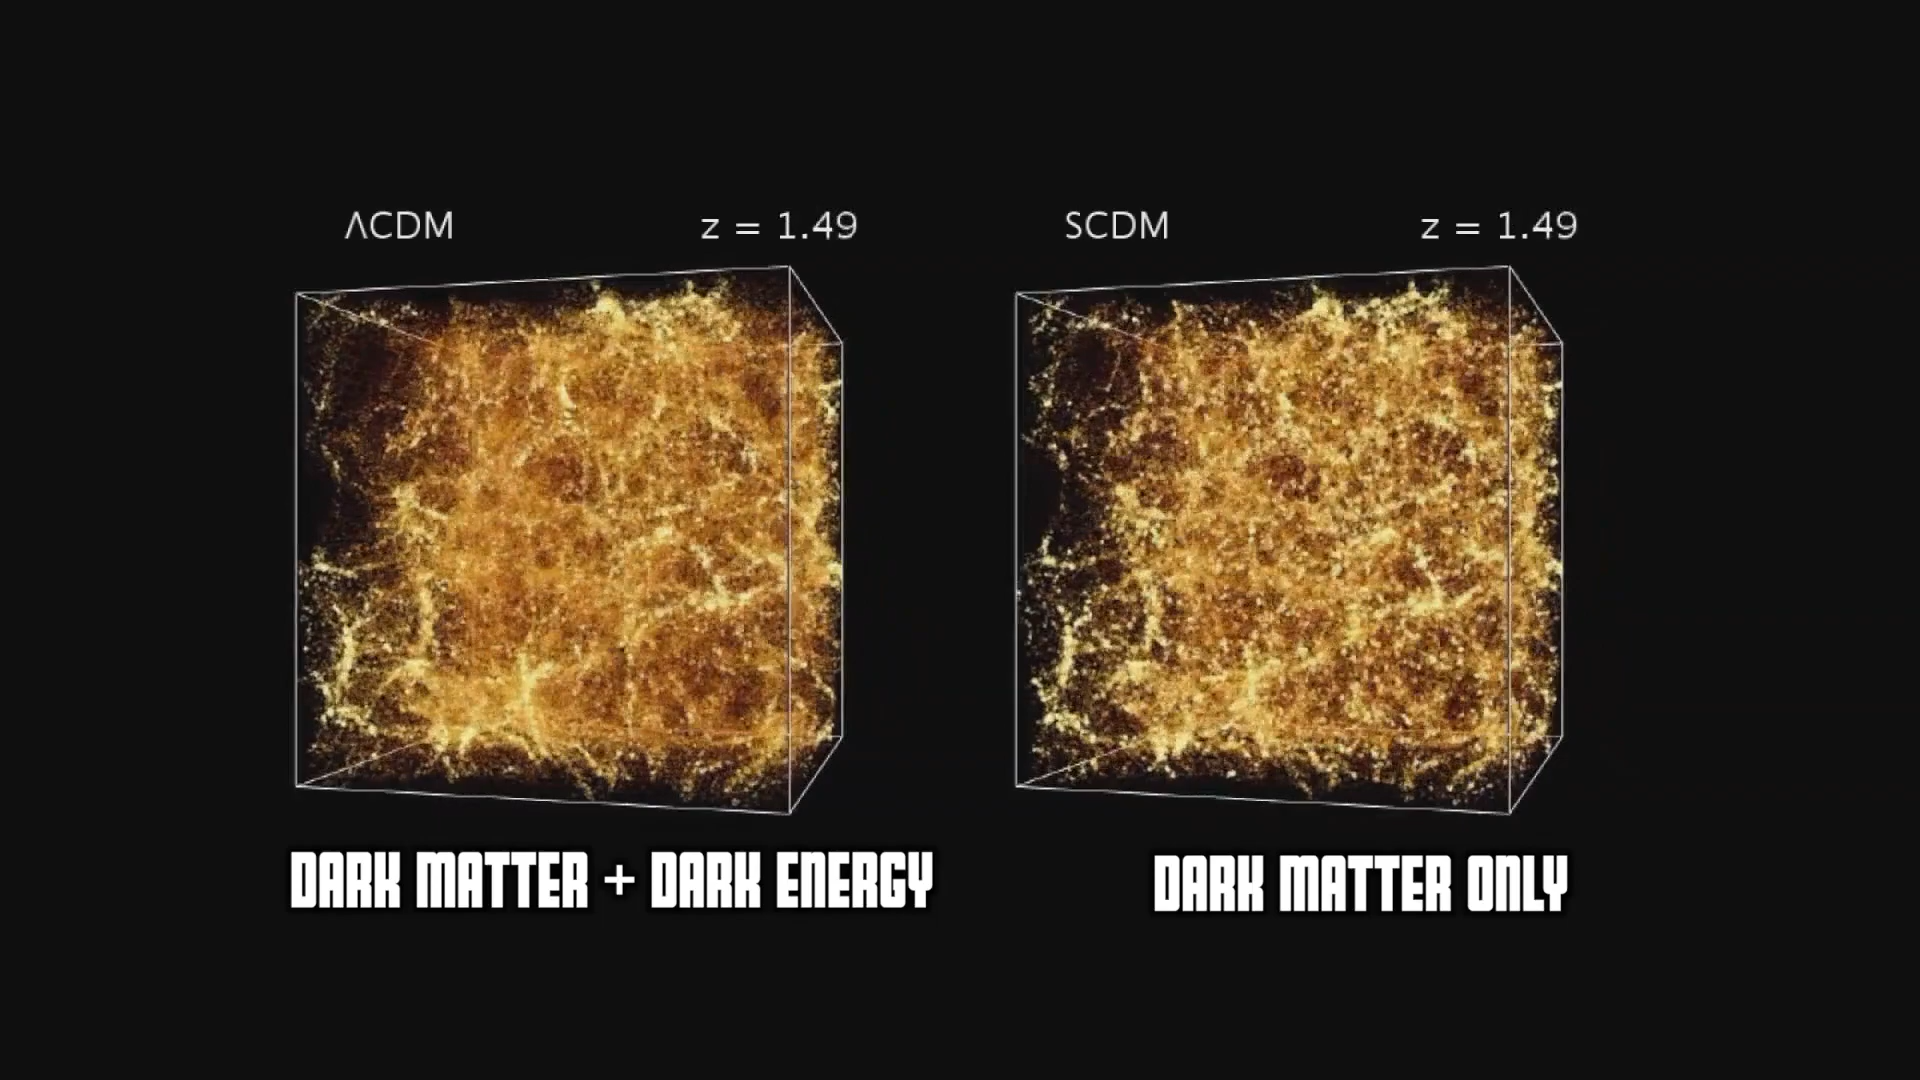 ΛCDM z = 1.49 SCDM z = 1.49
DARK MATTER + DARK ENERGY DARK MATTER ONLY